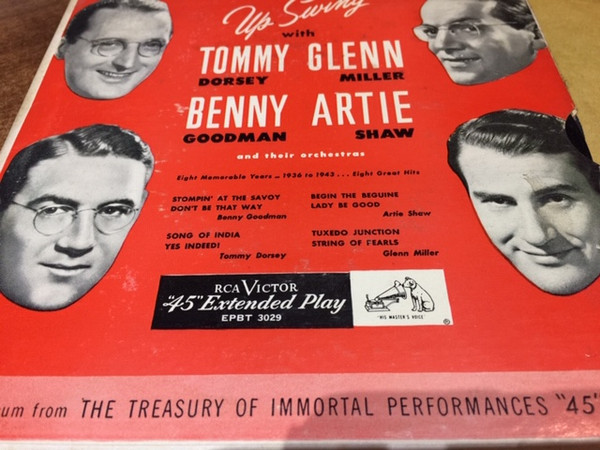 Up Swing
with
TOMMY GLENN
DORSEY MILLER
BENNY ARTIE
GOODMAN SHAW
and their orchestras
Eight Memorable Years – 1936 to 1943 . . . Eight Great Hits
STOMPIN' AT THE SAVOY
DON'T BE THAT WAY
Benny Goodman
BEGIN THE BEGUINE
LADY BE GOOD
Artie Shaw
SONG OF INDIA
YES INDEED!
Tommy Dorsey
TUXEDO JUNCTION
STRING OF PEARLS
Glenn Miller
RCA VICTOR
"45" Extended Play
EPBT 3029
"HIS MASTER'S VOICE"
®
um from THE TREASURY OF IMMORTAL PERFORMANCES "45"